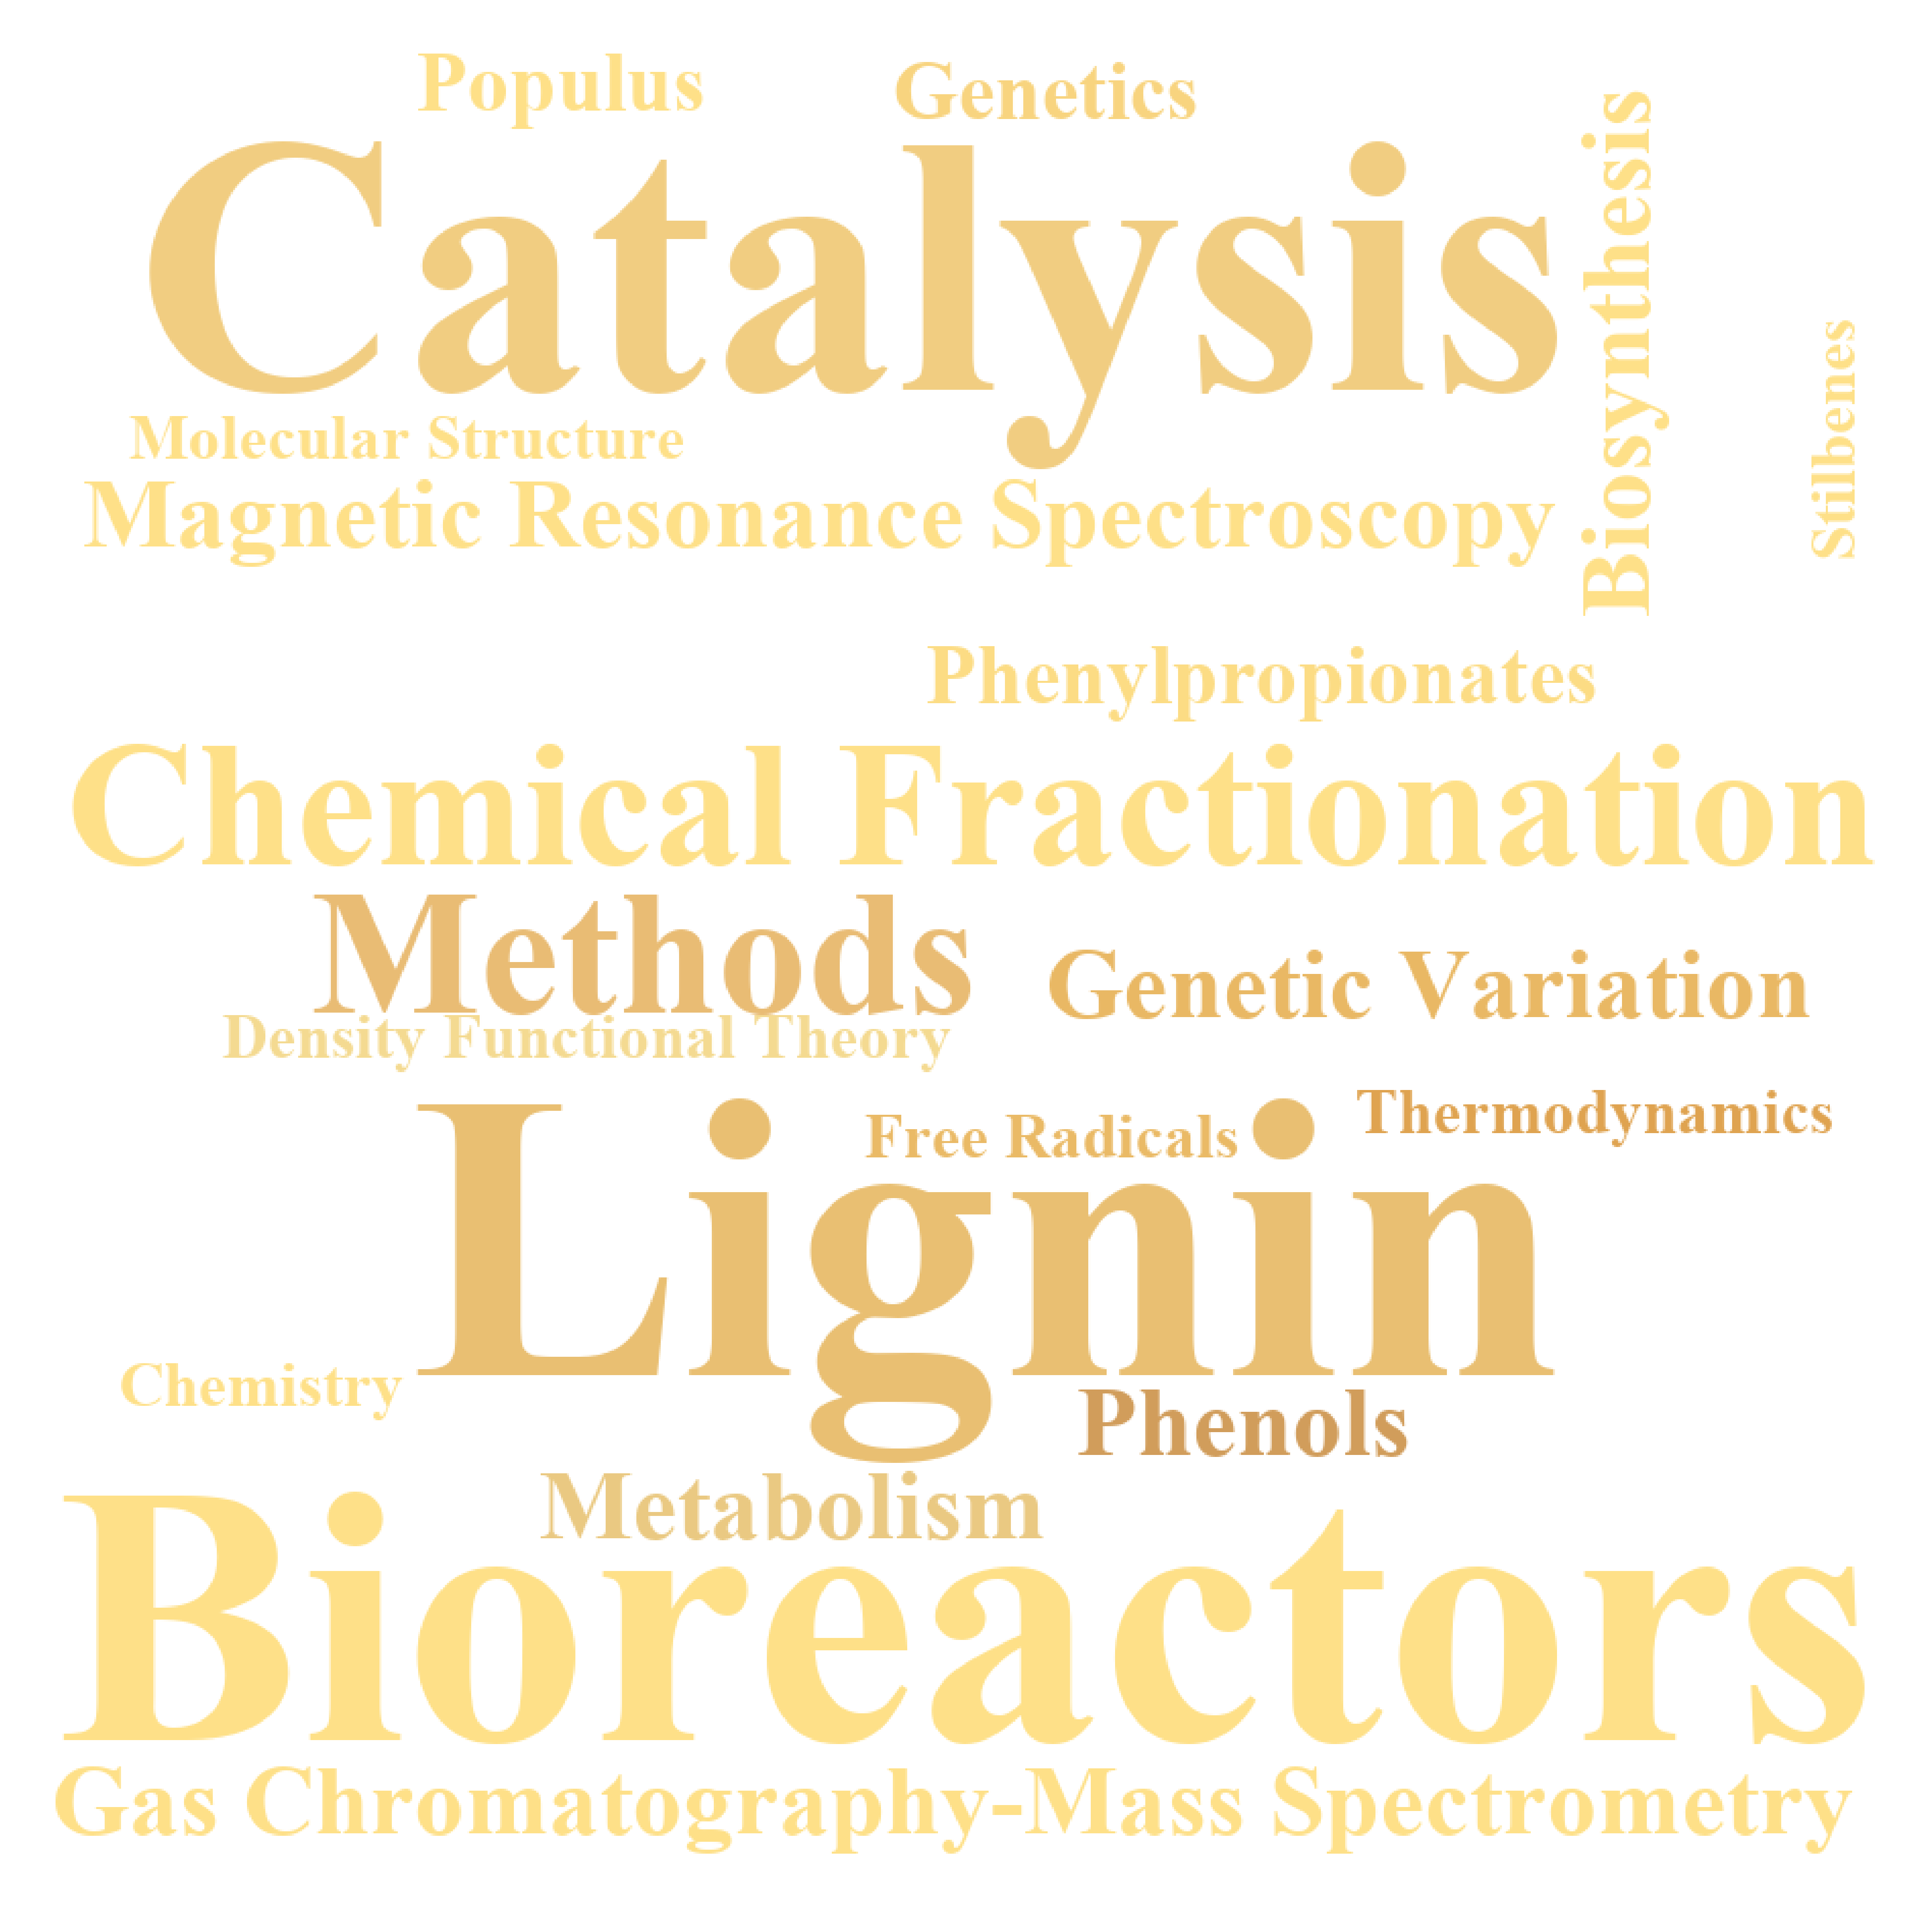 Populus
Genetics
Catalysis
Biosynthesis
Stilbenes
Molecular Structure
Magnetic Resonance Spectroscopy
Phenylpropionates
Chemical Fractionation
Methods
Genetic Variation
Density Functional Theory
Thermodynamics
Free Radicals
Lignin
Chemistry
Phenols
Metabolism
Bioreactors
Gas Chromatography-Mass Spectrometry